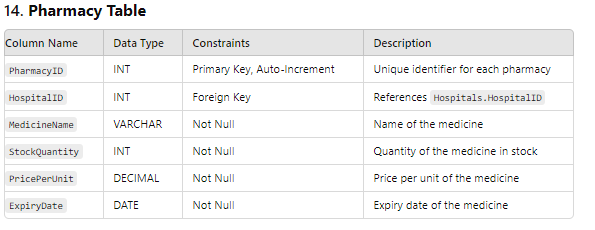 14. Pharmacy Table
Column Name Data Type Constraints Description
PharmacyID INT Primary Key, Auto-Increment Unique identifier for each pharmacy
HospitalID INT Foreign Key References Hospitals.HospitalID
MedicineName VARCHAR Not Null Name of the medicine
StockQuantity INT Not Null Quantity of the medicine in stock
PricePerUnit DECIMAL Not Null Price per unit of the medicine
ExpiryDate DATE Not Null Expiry date of the medicine